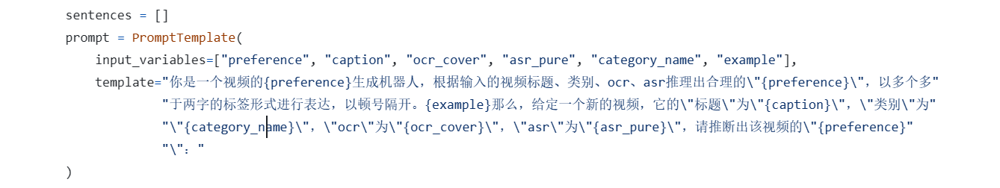 sentences = []
prompt = PromptTemplate(
input_variables=["preference", "caption", "ocr_cover", "asr_pure", "category_name", "example"],
template="你是一个视频的{preference}生成机器人，根据输入的视频标题、类别、ocr、asr推理出合理的\"{preference}\"，以多个多"
"于两字的标签形式进行表达，以顿号隔开。{example}那么，给定一个新的视频，它的\"标题\"为\"{caption}\"，\"类别\"为"
"\"{category_name}\"，\"ocr\"为\"{ocr_cover}\"，\"asr\"为\"{asr_pure}\"，请推断出该视频的\"{preference}"
"\"："
)